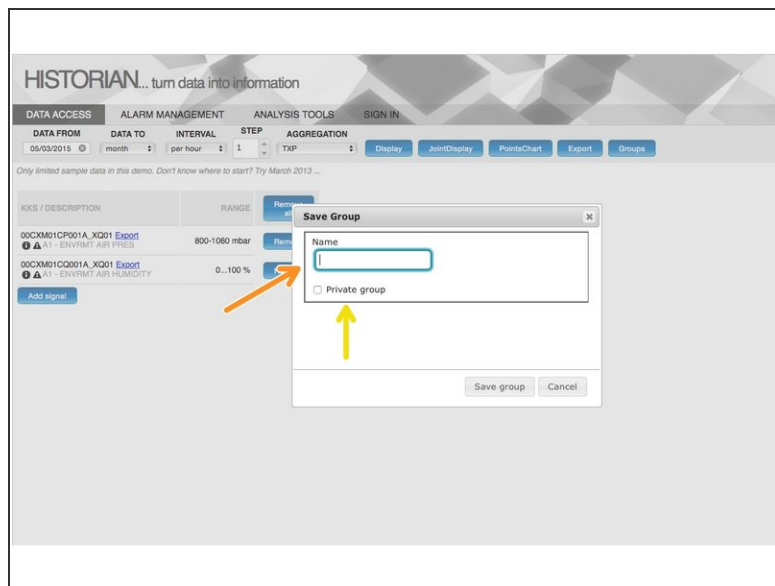 HISTORIAN... turn data into information
DATA ACCESS ALARM MANAGEMENT ANALYSIS TOOLS SIGN IN
DATA FROM DATA TO INTERVAL STEP AGGREGATION
05/03/2015 month per hour 1 TXP Display JointDisplay PointsChart Export Groups
Only limited sample data in this demo. Don't know where to start? Try March 2013 ...
KKS / DESCRIPTION RANGE
Save Group
00CXM01CP001A_XQ01 Export
A1 - ENVRMT AIR PRES 800-1060 mbar
00CXM01CQ001A_XQ01 Export
A1 - ENVRMT AIR HUMIDITY 0...100 %
Add signal
Name
Private group
Save group Cancel